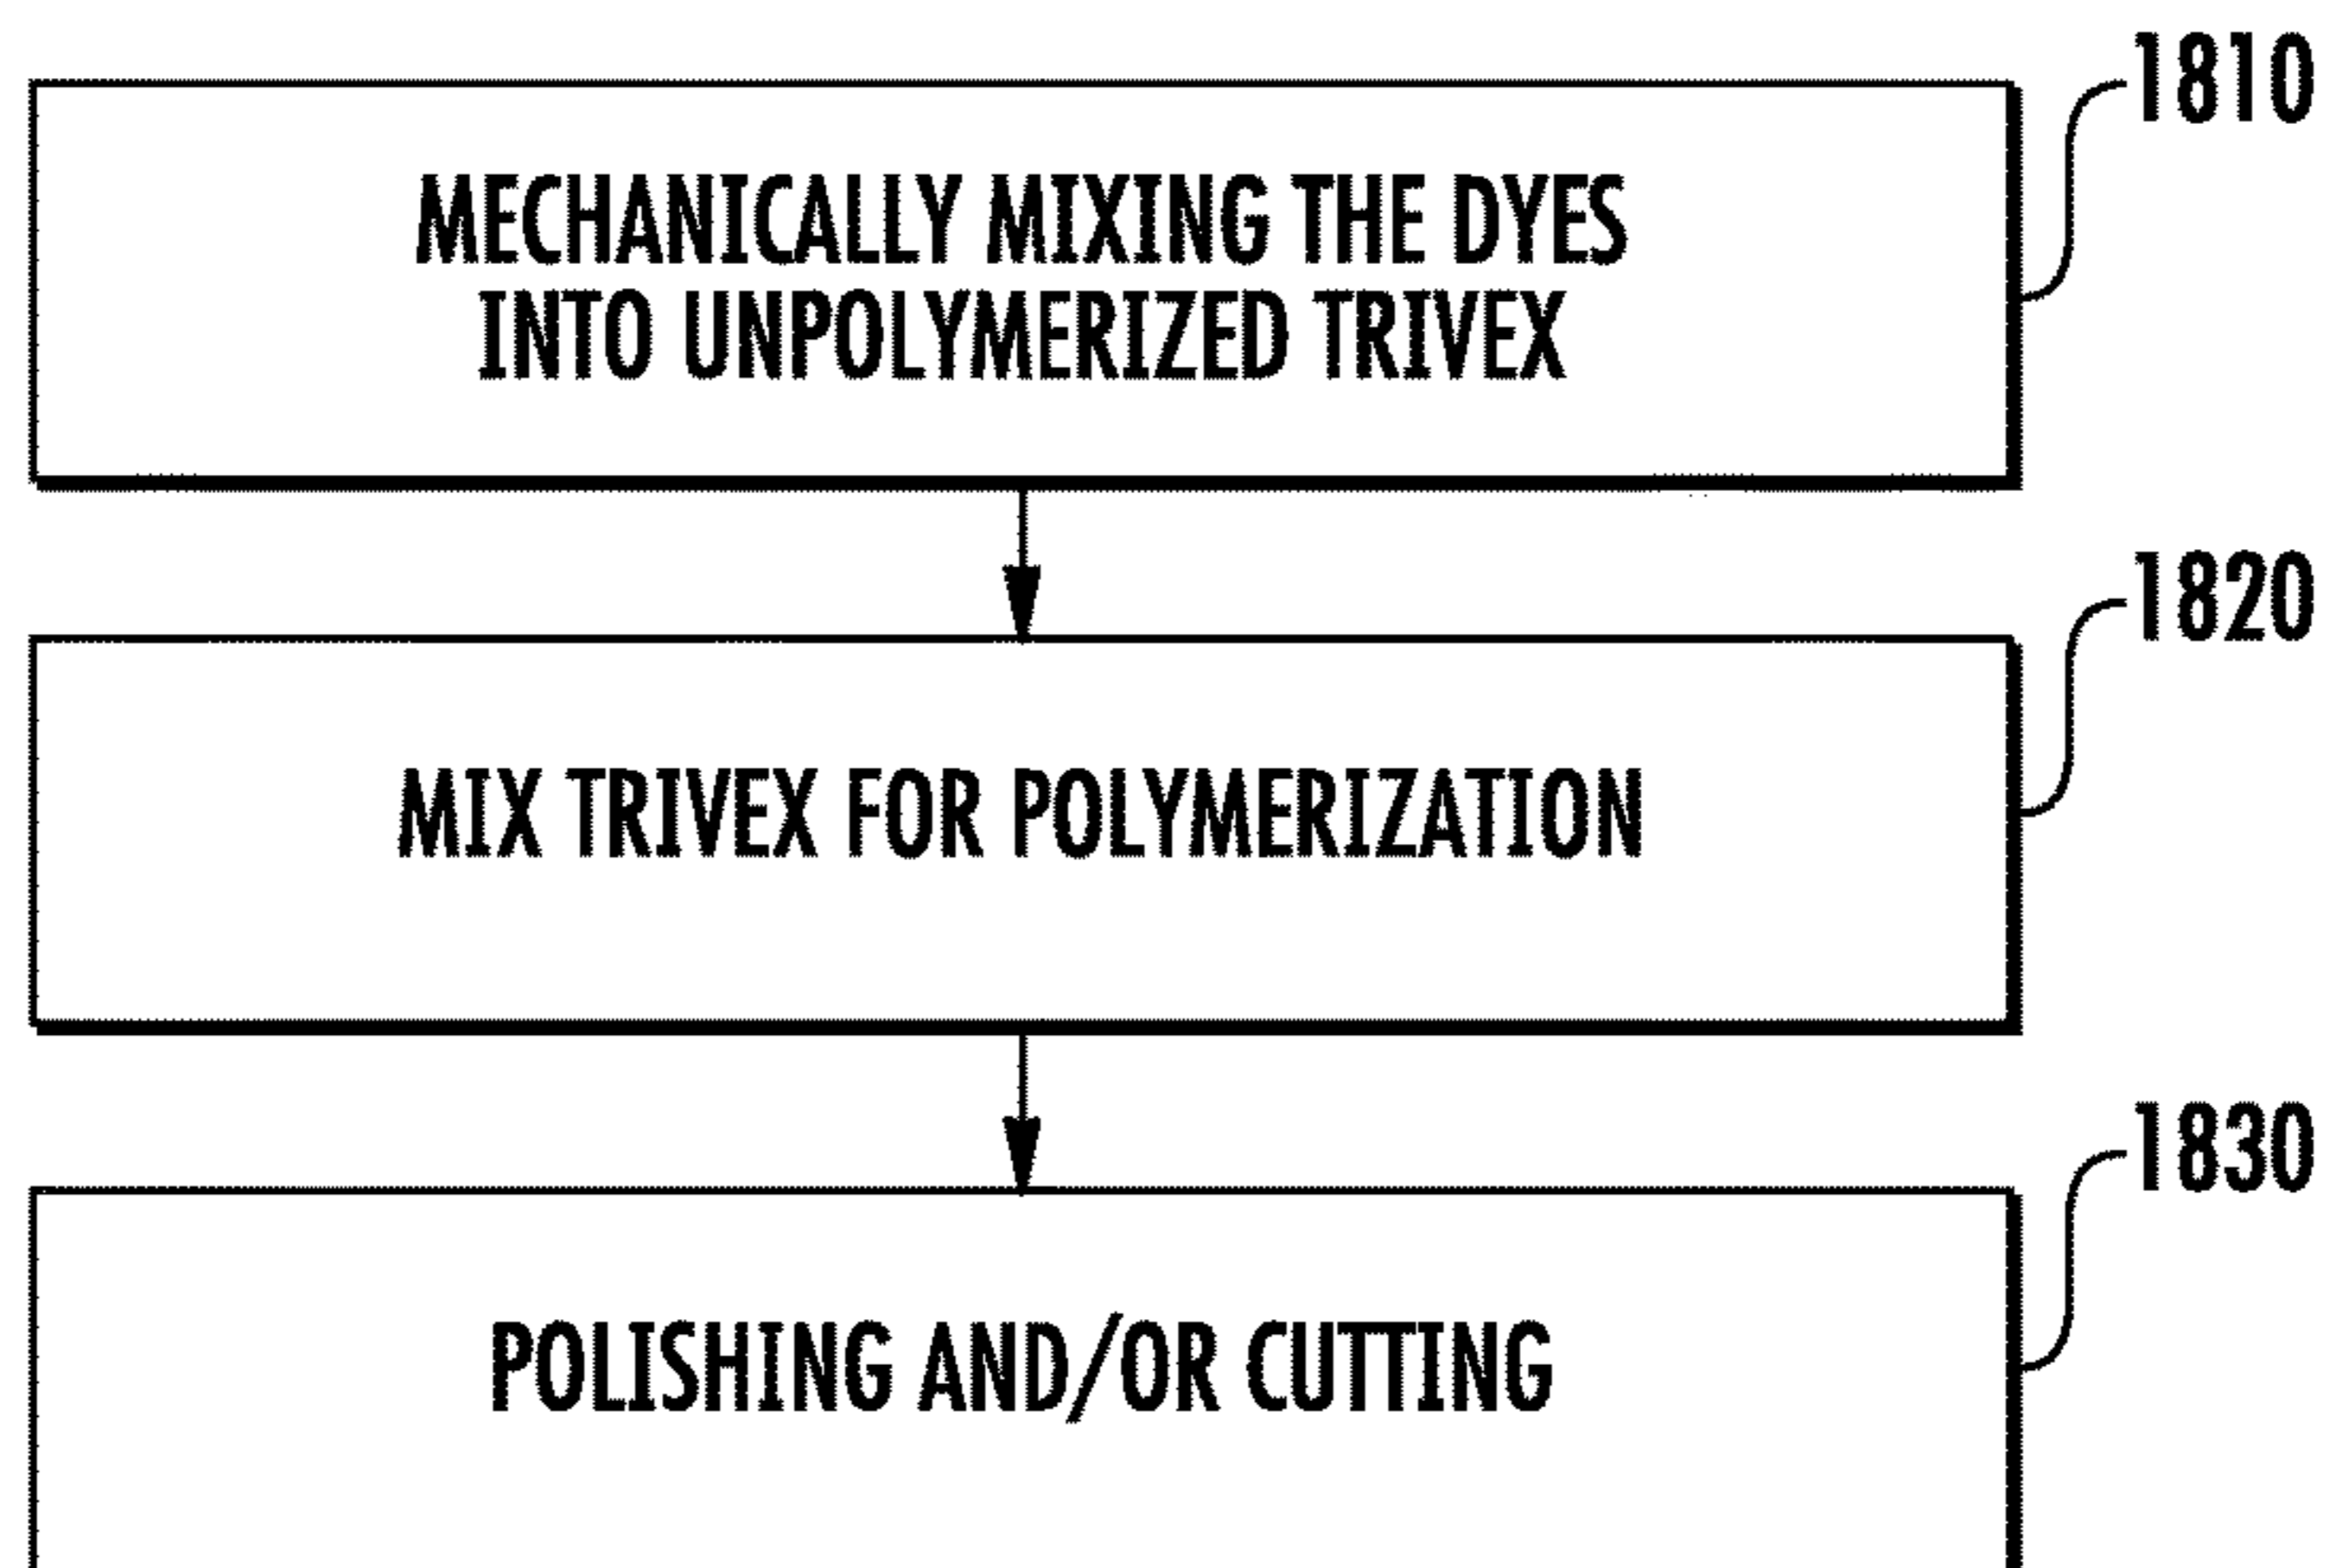 1810
MECHANICALLY MIXING THE DYES
INTO UNPOLYMERIZED TRIVEX
1820
MIX TRIVEX FOR POLYMERIZATION
1830
POLISHING AND/OR CUTTING